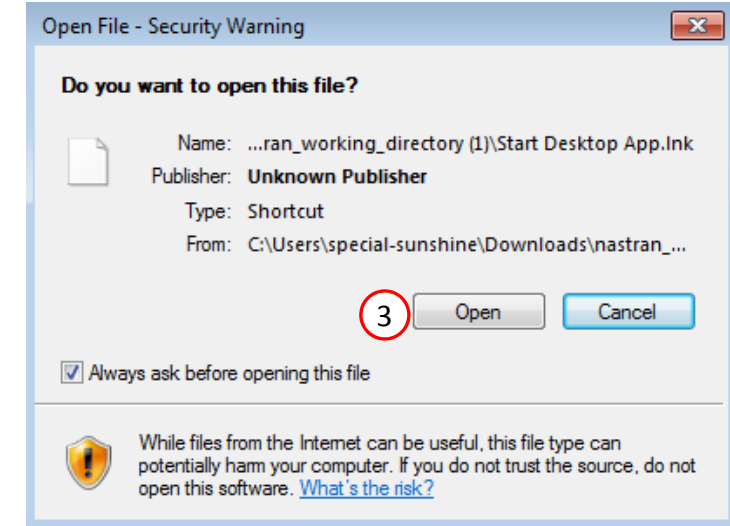 Open File - Security Warning
Do you want to open this file?
Name: ...ran_working_directory (1)\Start Desktop App.lnk
Publisher: Unknown Publisher
Type: Shortcut
From: C:\Users\special-sunshine\Downloads\nastran_...
3 Open Cancel
Always ask before opening this file
While files from the Internet can be useful, this file type can
potentially harm your computer. If you do not trust the source, do not
open this software. What's the risk?